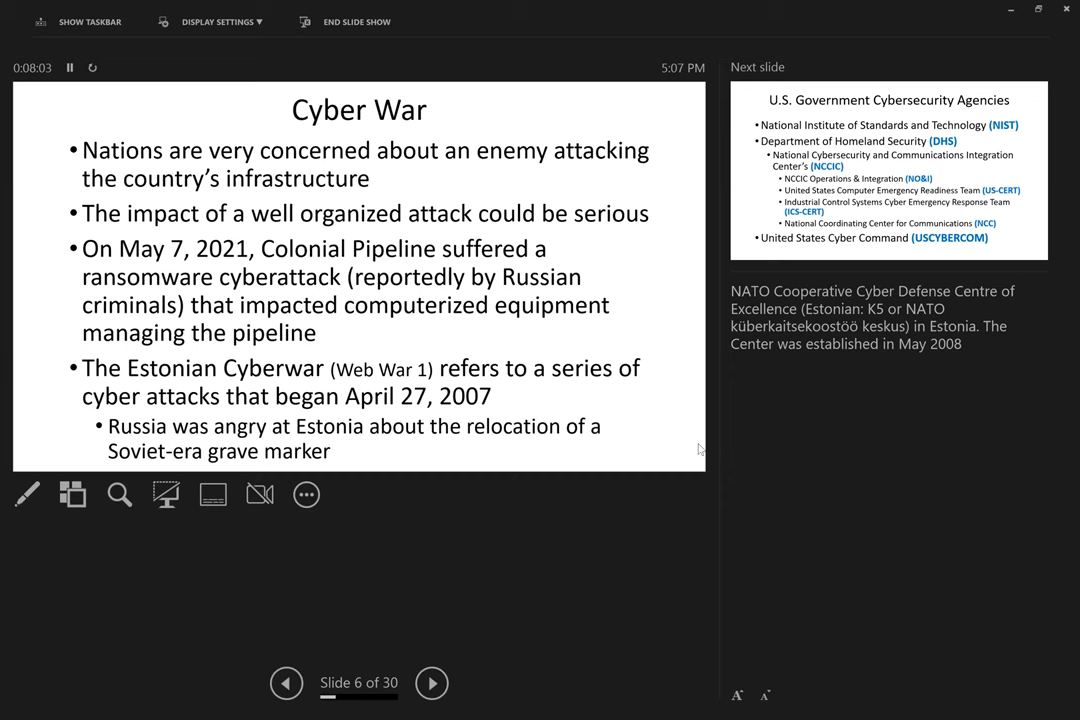 SHOW TASKBAR DISPLAY SETTINGS ▼ END SLIDE SHOW
0:08:03 5:07 PM
Cyber War
• Nations are very concerned about an enemy attacking
the country's infrastructure
• The impact of a well organized attack could be serious
• On May 7, 2021, Colonial Pipeline suffered a
ransomware cyberattack (reportedly by Russian
criminals) that impacted computerized equipment
managing the pipeline
• The Estonian Cyberwar (Web War 1) refers to a series of
cyber attacks that began April 27, 2007
• Russia was angry at Estonia about the relocation of a
Soviet-era grave marker
Slide 6 of 30
Next slide
U.S. Government Cybersecurity Agencies
• National Institute of Standards and Technology (NIST)
• Department of Homeland Security (DHS)
• National Cybersecurity and Communications Integration
Center's (NCCIC)
• NCCIC Operations & Integration (NO&I)
• United States Computer Emergency Readiness Team (US-CERT)
• Industrial Control Systems Cyber Emergency Response Team
(ICS-CERT)
• National Coordinating Center for Communications (NCC)
• United States Cyber Command (USCYBERCOM)
NATO Cooperative Cyber Defense Centre of
Excellence (Estonian: K5 or NATO
küberkaitsekoostöö keskus) in Estonia. The
Center was established in May 2008
A A